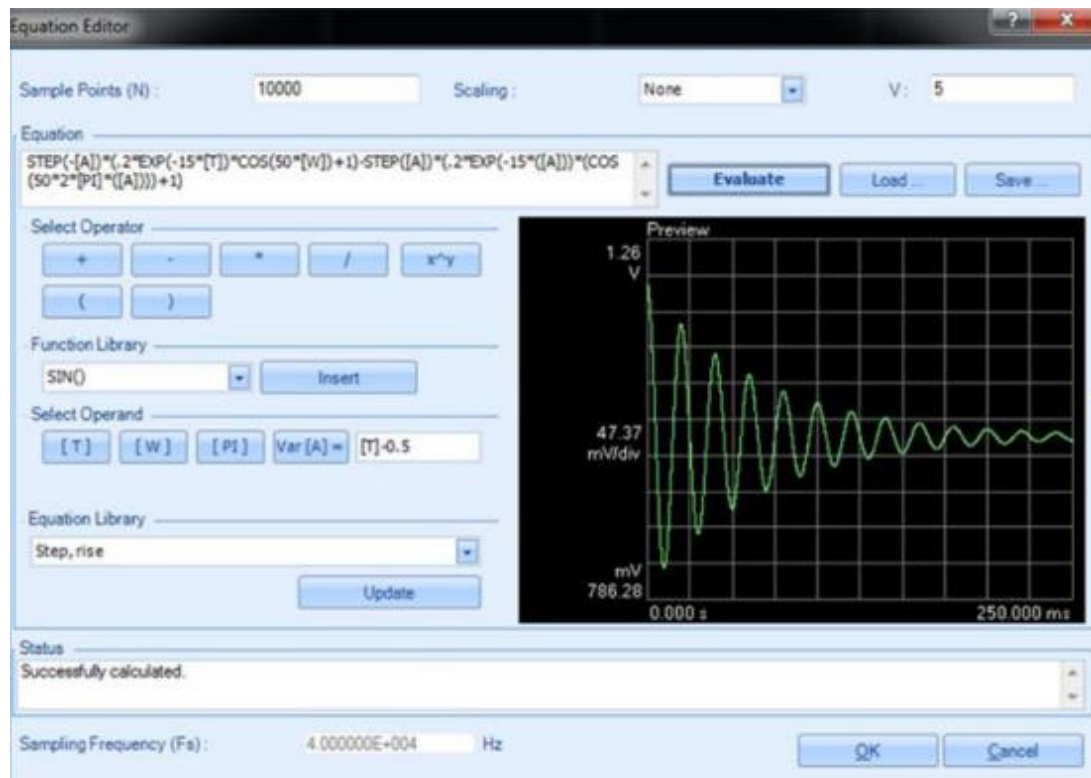 Equation Editor
Sample Points (N) : 10000 Scaling : None V : 5
Equation
STEP(-[A])*(.2*EXP(-15*[T])*COS(50*[W])+1)-STEP([A])*(.2*EXP(-15*([A]))*(COS
(50*2*[PI]*([A])))+1)
Evaluate Load ... Save ...
Select Operator
+ - * / x^y
( )
Function Library
SIN() Insert
Select Operand
[ T ] [ W ] [ PI ] Var [A] = [T]-0.5
Equation Library
Step, rise
Update
Preview
1.26
V
47.37
mV/div
mV
786.28
0.000 s 250.000 ms
Status
Successfully calculated.
Sampling Frequency (Fs) : 4.000000E+004 Hz
OK Cancel